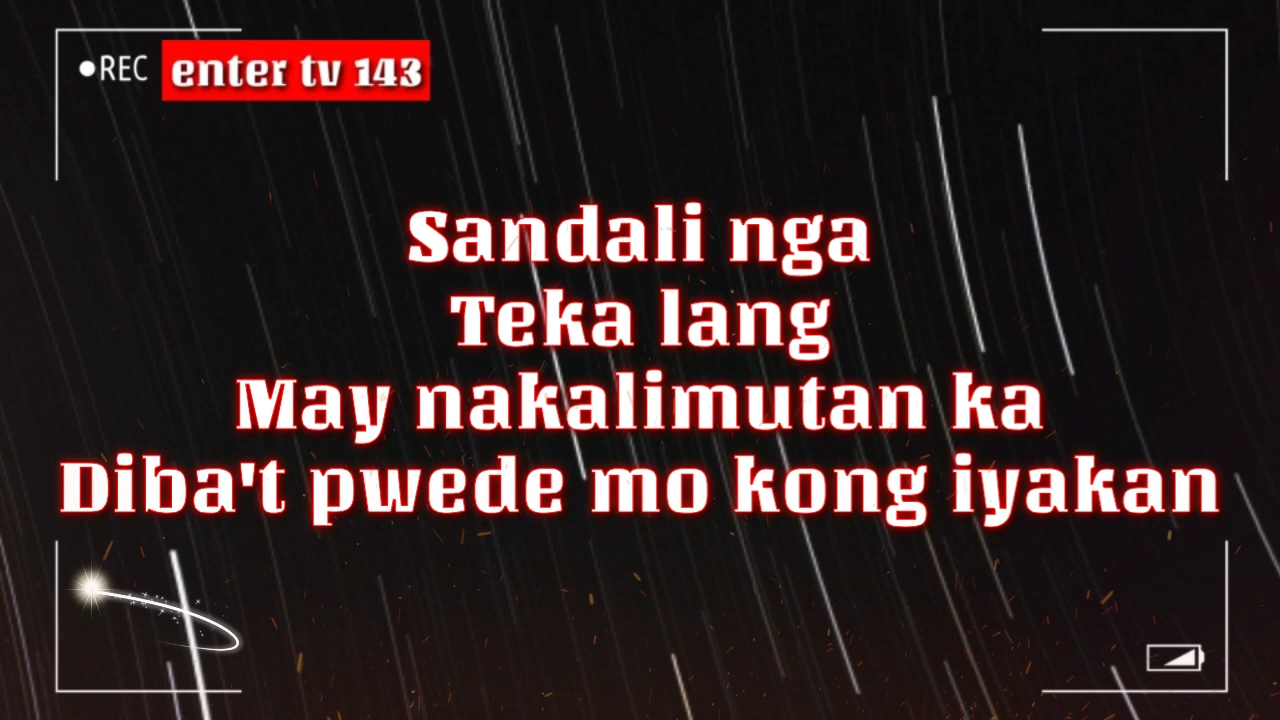 ●REC enter tv 143
Sandali nga
Teka lang
May nakalimutan ka
Diba't pwede mo kong iyakan